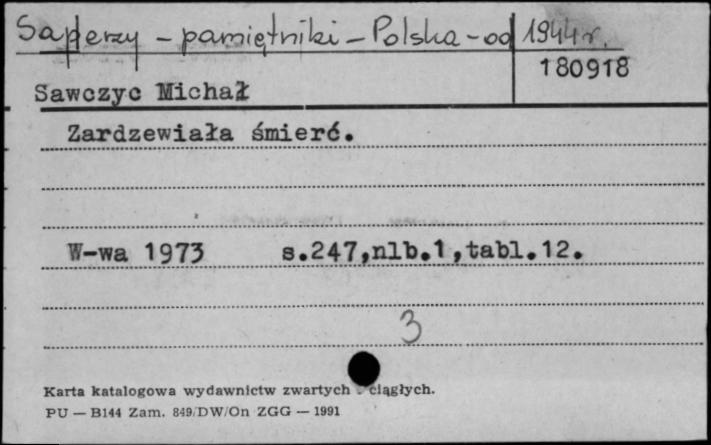 Saperzy – pamiętniki – Polska – od 1944 r.
180918
Sawczyc Michał
Zardzewiała śmierć.
W-wa 1973 s.247,nlb.1,tabl.12.
3
Karta katalogowa wydawnictw zwartych ciągłych.
PU — B144 Zam. 849/DW/On ZGG — 1991